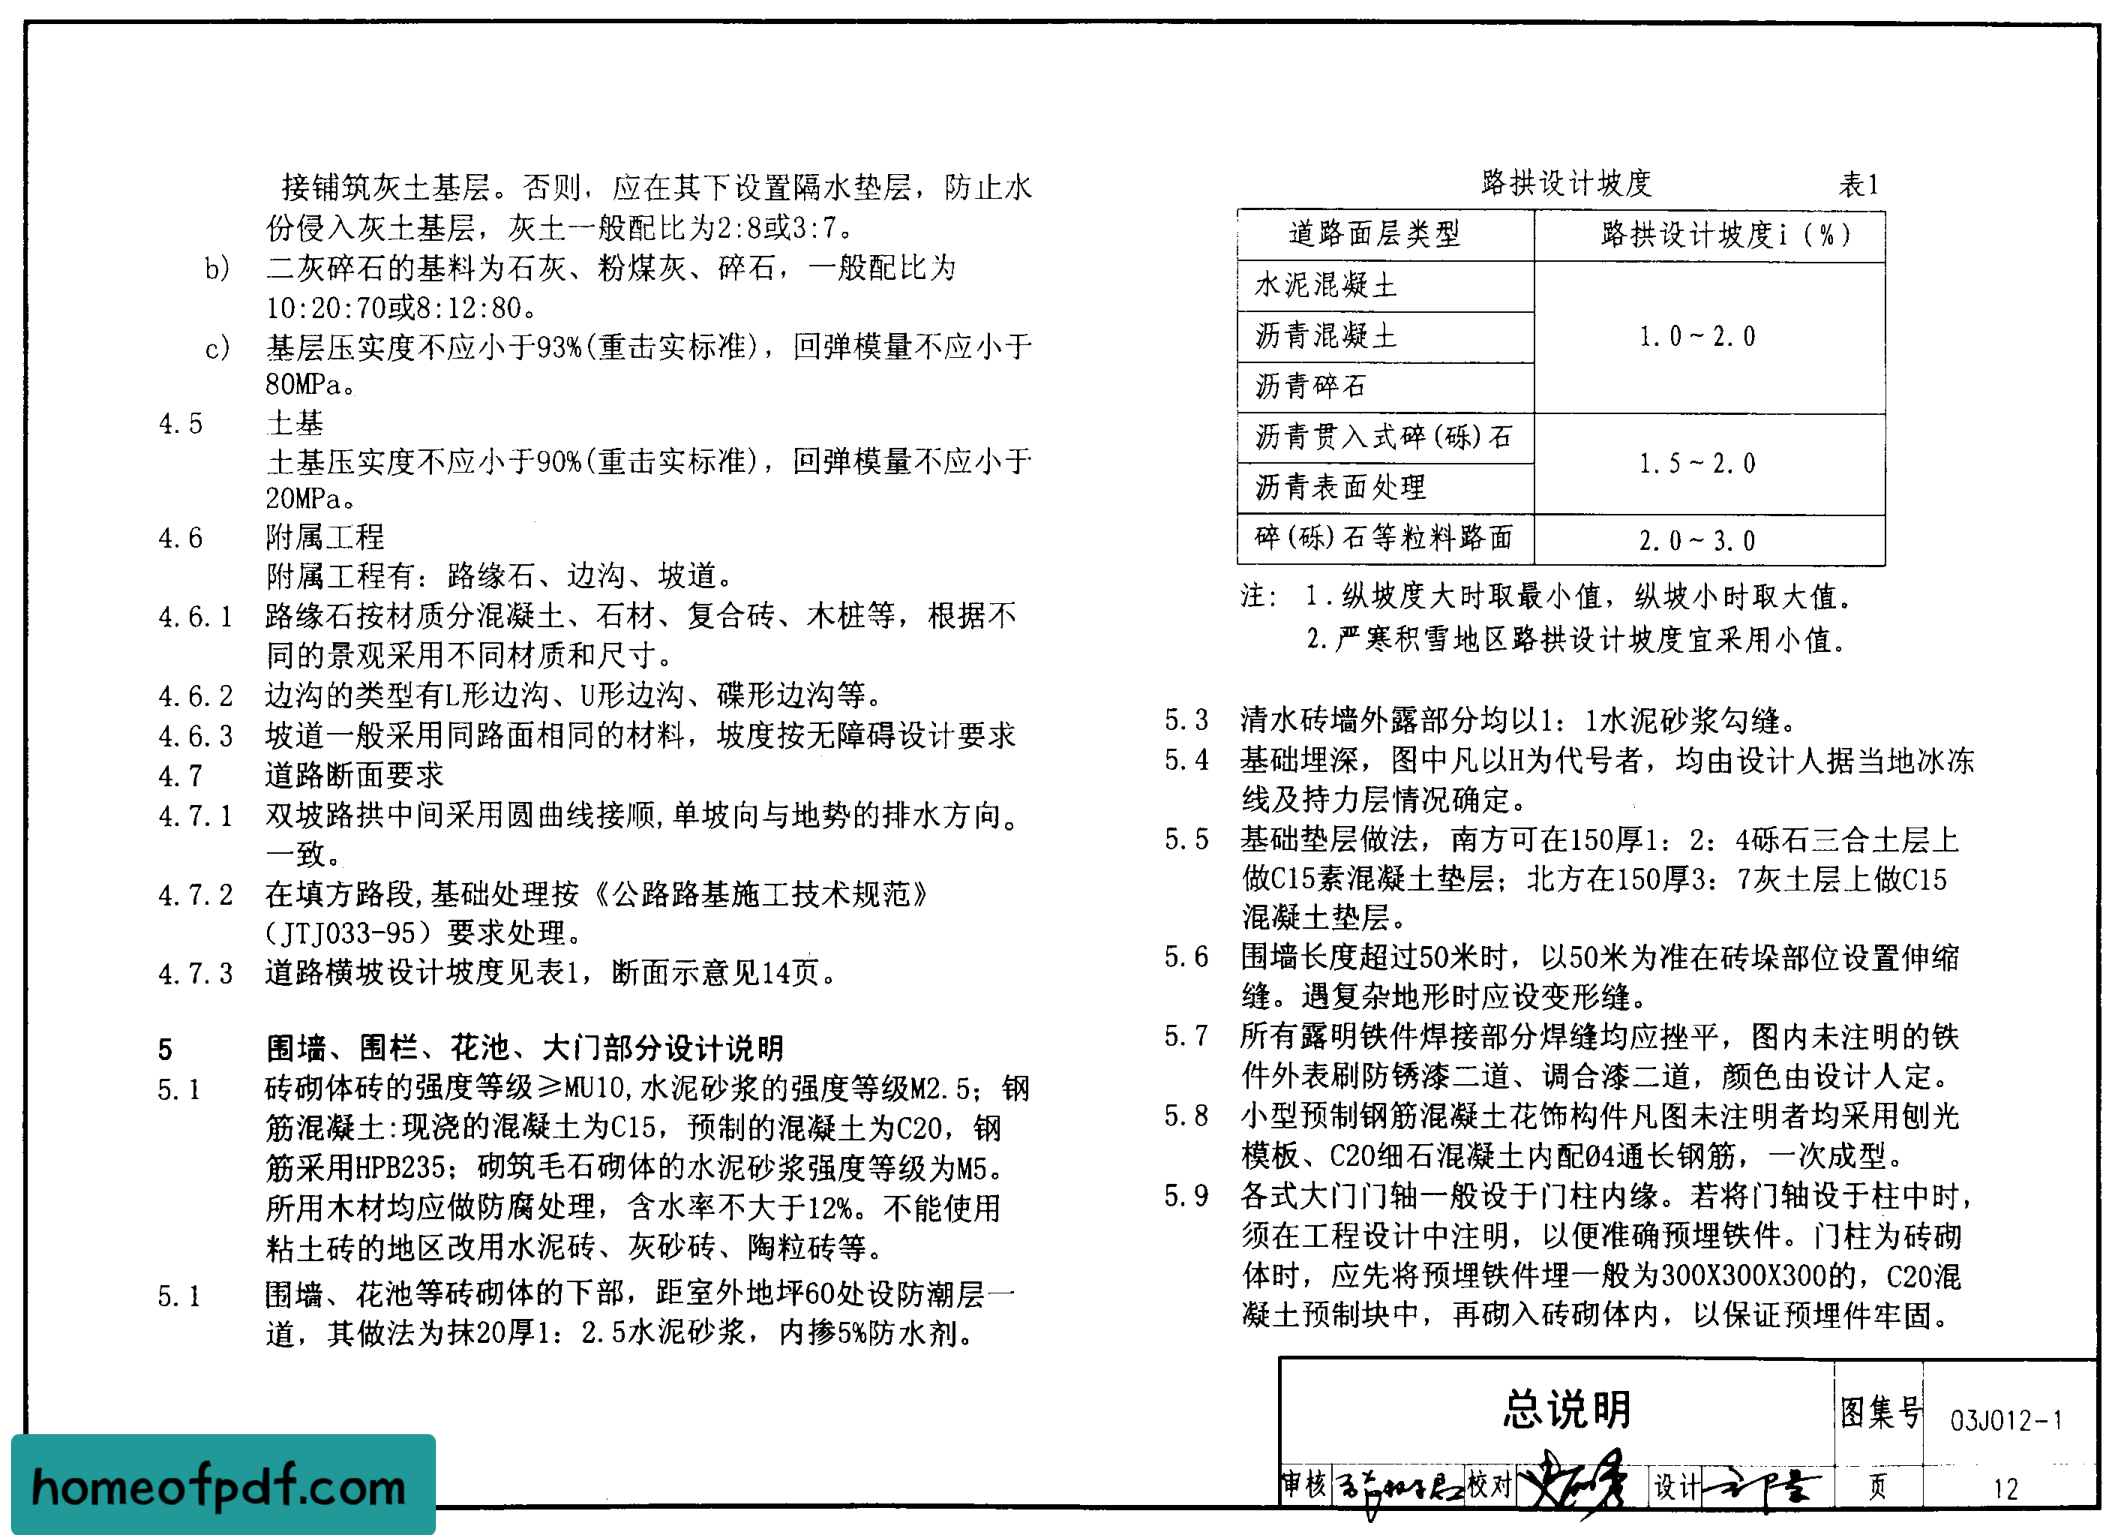 接铺筑灰土基层。否则，应在其下设置隔水垫层，防止水
份侵入灰土基层，灰土一般配比为2:8或3:7。
b) 二灰碎石的基料为石灰、粉煤灰、碎石，一般配比为
10:20:70或8:12:80。
c) 基层压实度不应小于93%(重击实标准)，回弹模量不应小于
80MPa。
4.5 土基
土基压实度不应小于90%(重击实标准)，回弹模量不应小于
20MPa。
4.6 附属工程
附属工程有：路缘石、边沟、坡道。
4.6.1 路缘石按材质分混凝土、石材、复合砖、木桩等，根据不
同的景观采用不同材质和尺寸。
4.6.2 边沟的类型有L形边沟、U形边沟、碟形边沟等。
4.6.3 坡道一般采用同路面相同的材料，坡度按无障碍设计要求
4.7 道路断面要求
4.7.1 双坡路拱中间采用圆曲线接顺,单坡向与地势的排水方向。
一致。
4.7.2 在填方路段,基础处理按《公路路基施工技术规范》
（JTJ033-95）要求处理。
4.7.3 道路横坡设计坡度见表1，断面示意见14页。
5 围墙、围栏、花池、大门部分设计说明
5.1 砖砌体砖的强度等级≥MU10,水泥砂浆的强度等级M2.5；钢
筋混凝土:现浇的混凝土为C15，预制的混凝土为C20，钢
筋采用HPB235；砌筑毛石砌体的水泥砂浆强度等级为M5。
所用木材均应做防腐处理，含水率不大于12%。不能使用
粘土砖的地区改用水泥砖、灰砂砖、陶粒砖等。
5.1 围墙、花池等砖砌体的下部，距室外地坪60处设防潮层一
道，其做法为抹20厚1：2.5水泥砂浆，内掺5%防水剂。
路拱设计坡度 表1
道路面层类型 路拱设计坡度i(%)
水泥混凝土
沥青混凝土 1.0~2.0
沥青碎石
沥青贯入式碎(砾)石
1.5~2.0
沥青表面处理
碎(砾)石等粒料路面 2.0~3.0
注： 1.纵坡度大时取最小值，纵坡小时取大值。
2.严寒积雪地区路拱设计坡度宜采用小值。
5.3 清水砖墙外露部分均以1：1水泥砂浆勾缝。
5.4 基础埋深，图中凡以H为代号者，均由设计人据当地冰冻
线及持力层情况确定。
5.5 基础垫层做法，南方可在150厚1：2：4砾石三合土层上
做C15素混凝土垫层；北方在150厚3：7灰土层上做C15
混凝土垫层。
5.6 围墙长度超过50米时，以50米为准在砖垛部位设置伸缩
缝。遇复杂地形时应设变形缝。
5.7 所有露明铁件焊接部分焊缝均应挫平，图内未注明的铁
件外表刷防锈漆二道、调合漆二道，颜色由设计人定。
5.8 小型预制钢筋混凝土花饰构件凡图未注明者均采用刨光
模板、C20细石混凝土内配Ø4通长钢筋，一次成型。
5.9 各式大门门轴一般设于门柱内缘。若将门轴设于柱中时，
须在工程设计中注明，以便准确预埋铁件。门柱为砖砌
体时，应先将预埋铁件埋一般为300X300X300的，C20混
凝土预制块中，再砌入砖砌体内，以保证预埋件牢固。
总说明 图集号 03J012-1
审核 校对 设计 页 12
homeofpdf.com